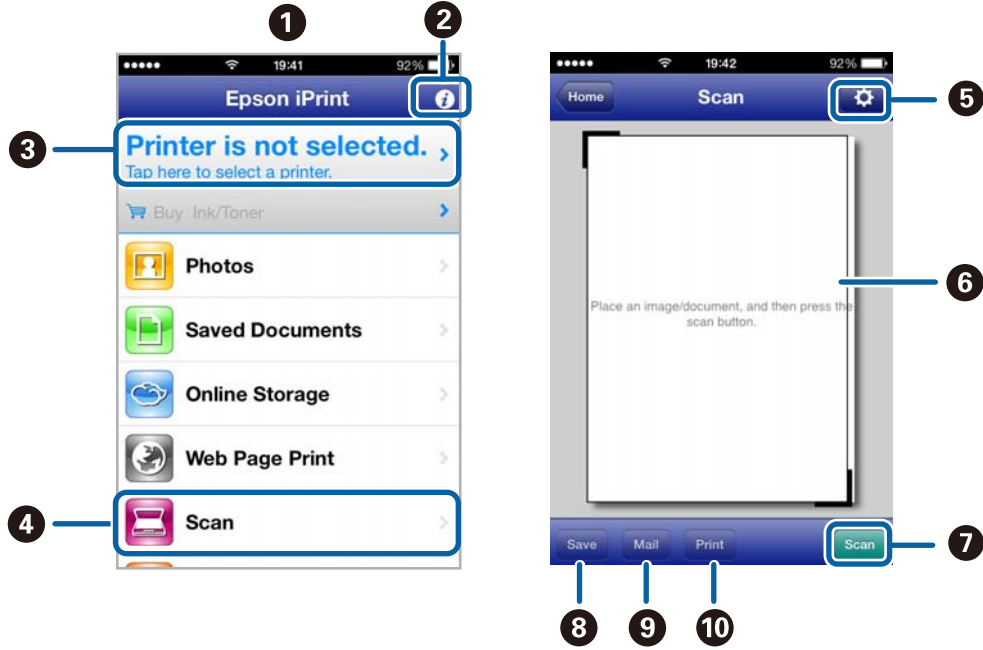 1
2
19:41
92%
Epson iPrint
i
3
Printer is not selected.
Tap here to select a printer.
Buy Ink/Toner
Photos
Saved Documents
Online Storage
Web Page Print
4
Scan
19:42
92%
Home
Scan
5
6
Place an image/document, and then press the
scan button.
Save
Mail
Print
Scan
7
8
9
10